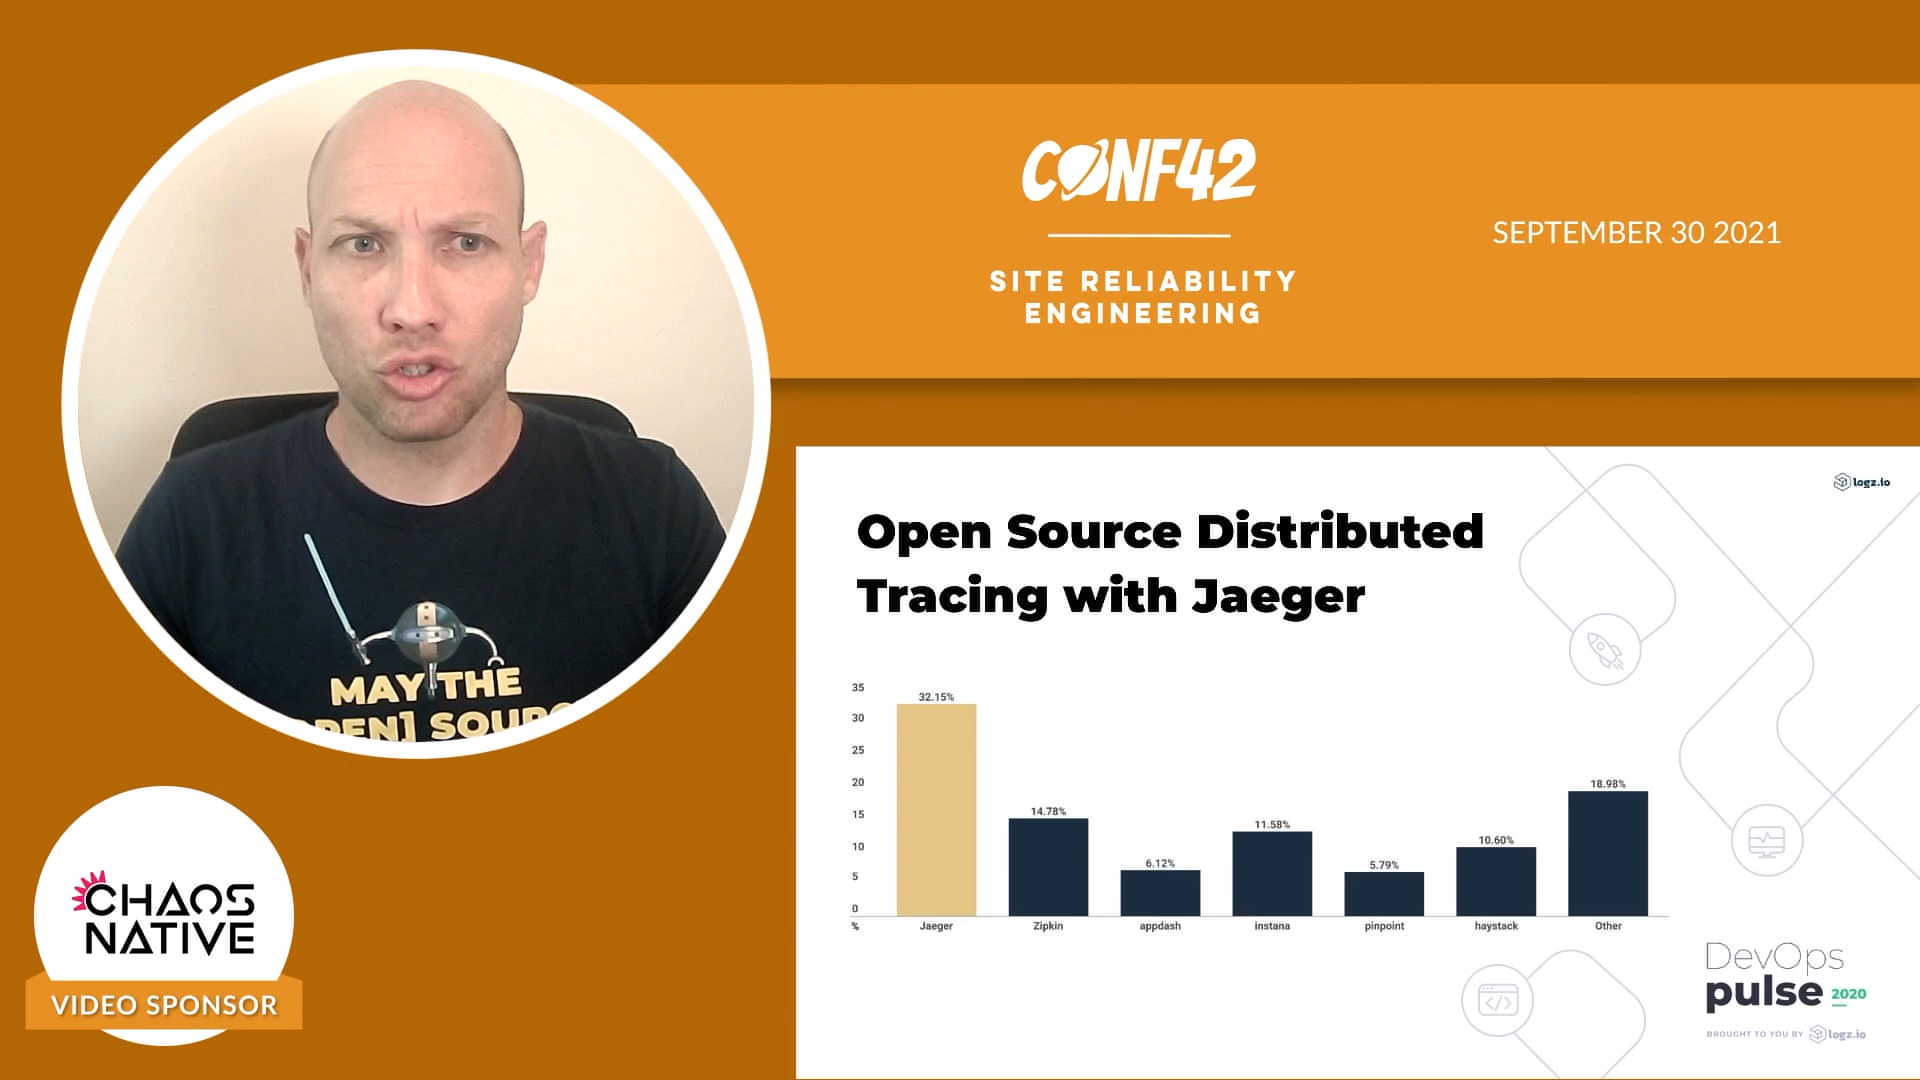 CONF42
SITE RELIABILITY
ENGINEERING
SEPTEMBER 30 2021
MAY THE
PEN] SOURC
CHAOS
NATIVE
VIDEO SPONSOR
logz.io
Open Source Distributed
Tracing with Jaeger
35
30
25
20
15
10
5
0
%
32.15%
14.78%
6.12%
11.58%
5.79%
10.60%
18.98%
Jaeger
Zipkin
appdash
instana
pinpoint
haystack
Other
DevOps
pulse 2020
BROUGHT TO YOU BY logz.io